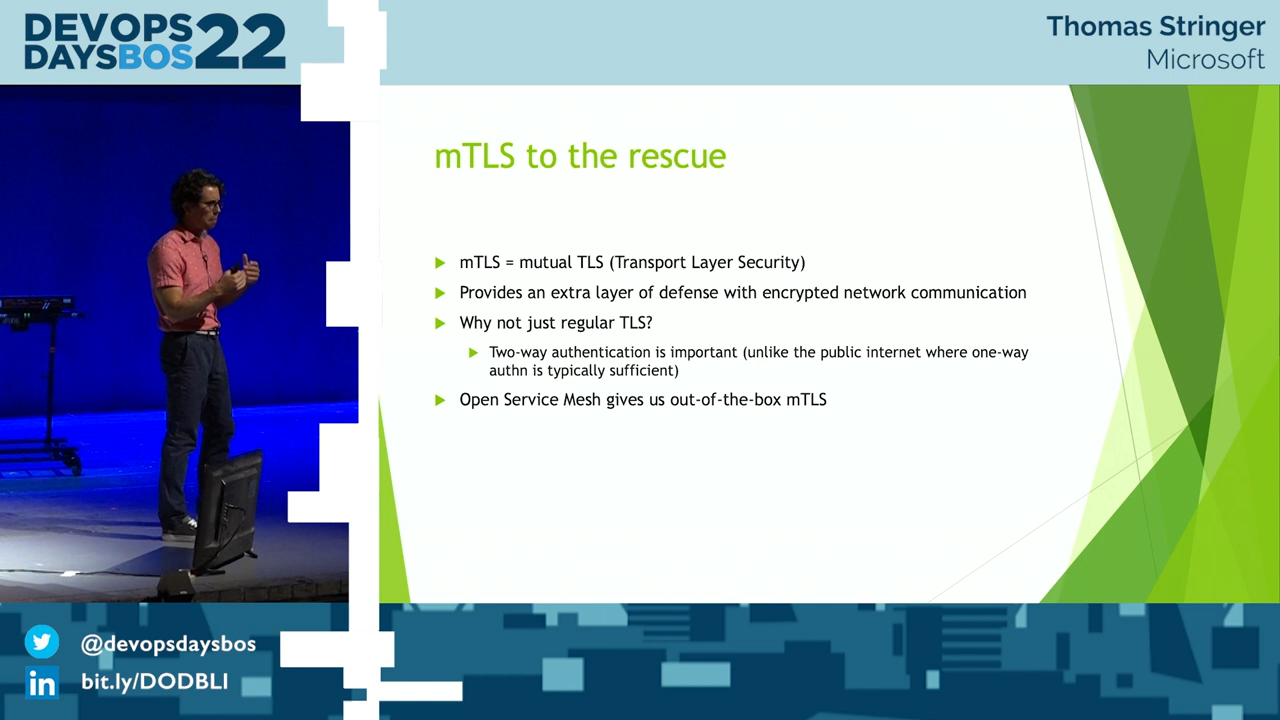 DEVOPS
DAYSBOS22
Thomas Stringer
Microsoft
mTLS to the rescue
mTLS = mutual TLS (Transport Layer Security)
Provides an extra layer of defense with encrypted network communication
Why not just regular TLS?
Two-way authentication is important (unlike the public internet where one-way
authn is typically sufficient)
Open Service Mesh gives us out-of-the-box mTLS
@devopsdaysbos
in bit.ly/DODBLI